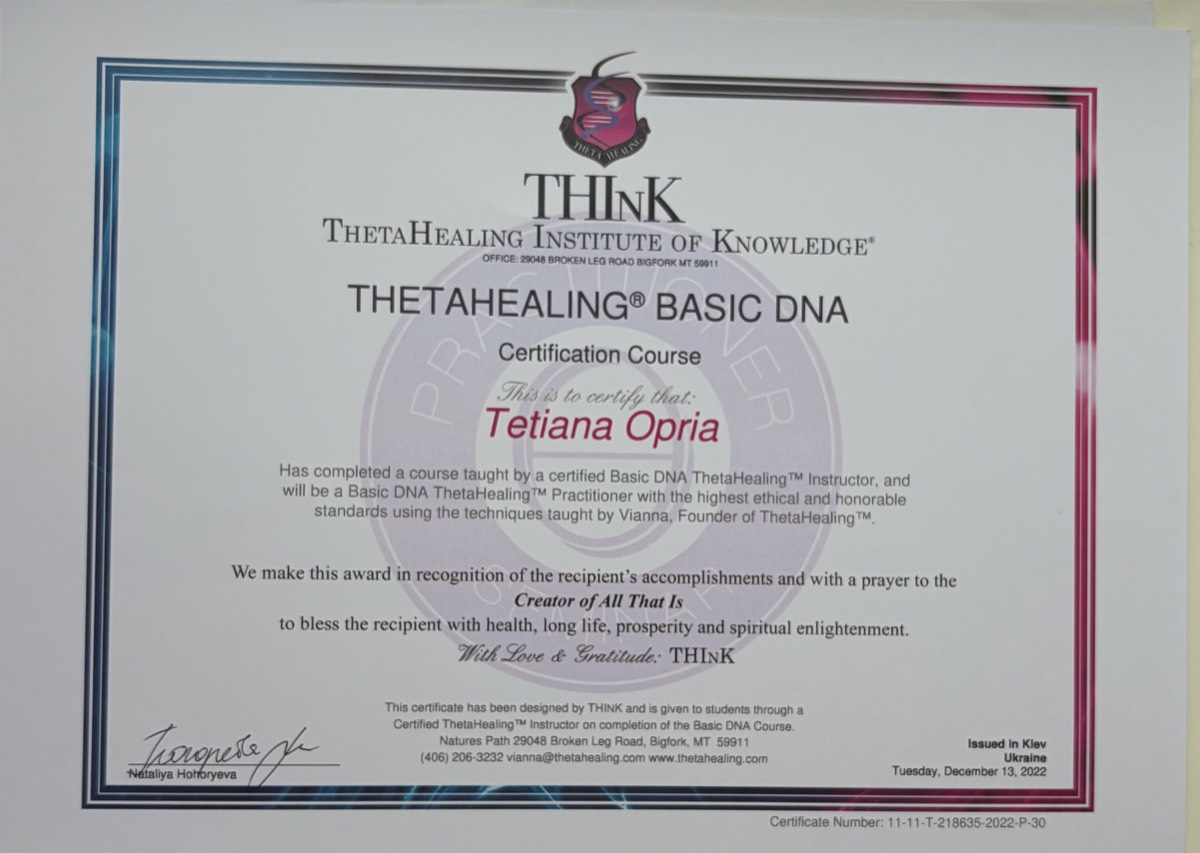 THETA HEALING
THInK
THETAHEALING INSTITUTE OF KNOWLEDGE®
OFFICE: 29048 BROKEN LEG ROAD BIGFORK MT 59911
THETAHEALING® BASIC DNA
Certification Course
This is to certify that:
Tetiana Opria
Has completed a course taught by a certified Basic DNA ThetaHealing™ Instructor, and
will be a Basic DNA ThetaHealing™ Practitioner with the highest ethical and honorable
standards using the techniques taught by Vianna, Founder of ThetaHealing™.
PRACTITIONER
We make this award in recognition of the recipient's accomplishments and with a prayer to the
Creator of All That Is
to bless the recipient with health, long life, prosperity and spiritual enlightenment.
With Love & Gratitude: THInK
This certificate has been designed by THINK and is given to students through a
Certified ThetaHealing™ Instructor on completion of the Basic DNA Course.
Natures Path 29048 Broken Leg Road, Bigfork, MT 59911
(406) 206-3232 vianna@thetahealing.com www.thetahealing.com
Nataliya Hohoryeva
Issued in Kiev
Ukraine
Tuesday, December 13, 2022
Certificate Number: 11-11-T-218635-2022-P-30